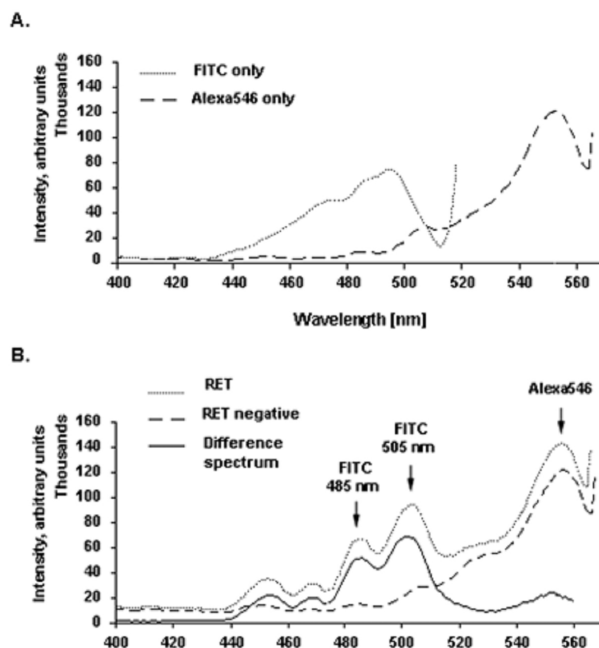 A.
FITC only
Alexa546 only
Intensity, arbitrary units
Thousands
160
140
120
100
80
60
40
20
0
400 420 440 460 480 500 520 540 560
Wavelength [nm]
B.
RET
RET negative
Difference
spectrum
FITC
485 nm
FITC
505 nm
Alexa546
Intensity, arbitrary units
Thousands
160
140
120
100
80
60
40
20
0
400 420 440 460 480 500 520 540 560